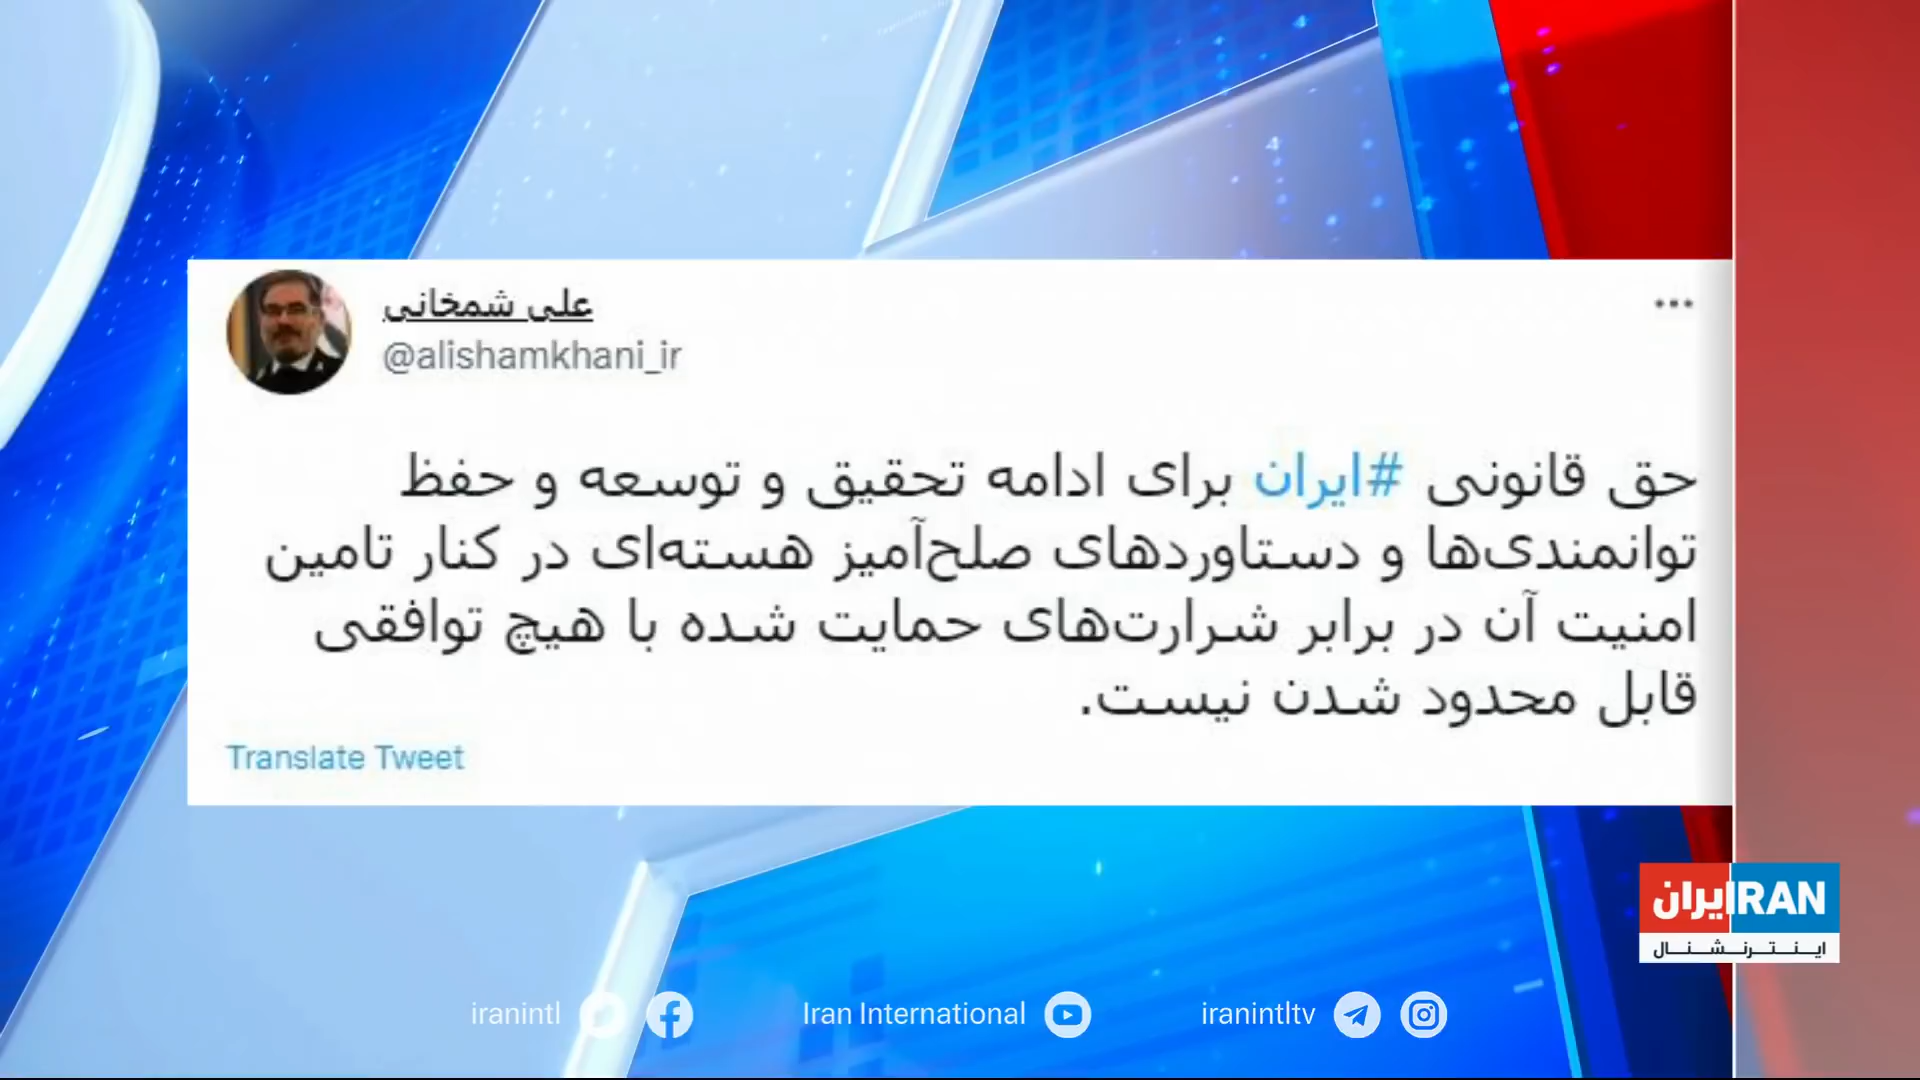 علی شمخانی
@alishamkhani_ir
حق قانونی #ایران برای ادامه تحقیق و توسعه و حفظ
توانمندی‌ها و دستاوردهای صلح‌آمیز هسته‌ای در کنار تامین
امنیت آن در برابر شرارت‌های حمایت شده با هیچ توافقی
قابل محدود شدن نیست.
Translate Tweet
ایران IRAN
اینترنشنال
iranintl
Iran International
iranintltv